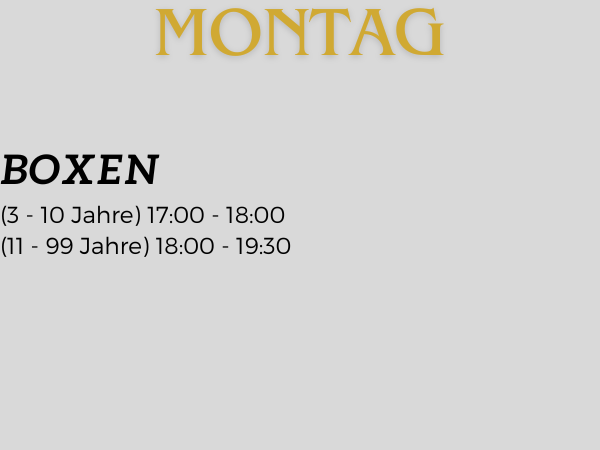 MONTAG
BOXEN
(3 - 10 Jahre) 17:00 - 18:00
(11 - 99 Jahre) 18:00 - 19:30